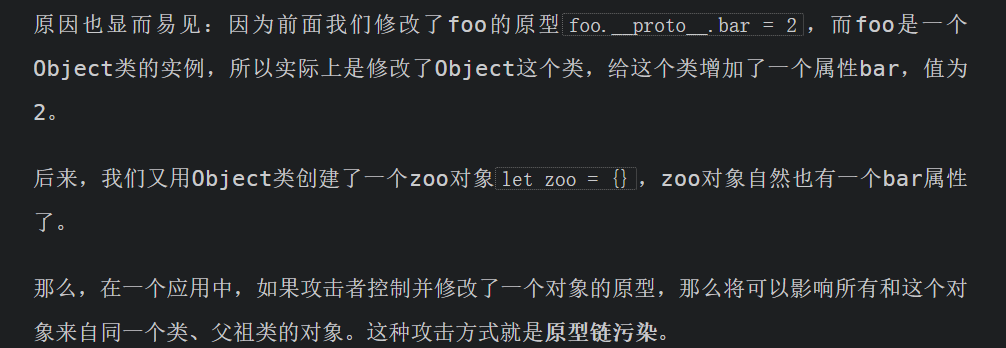 原因也显而易见：因为前面我们修改了foo的原型foo.__proto__.bar = 2，而foo是一个
Object类的实例，所以实际上是修改了Object这个类，给这个类增加了一个属性bar，值为
2。
后来，我们又用Object类创建了一个zoo对象let zoo = {}，zoo对象自然也有一个bar属性
了。
那么，在一个应用中，如果攻击者控制并修改了一个对象的原型，那么将可以影响所有和这个对
象来自同一个类、父祖类的对象。这种攻击方式就是原型链污染。